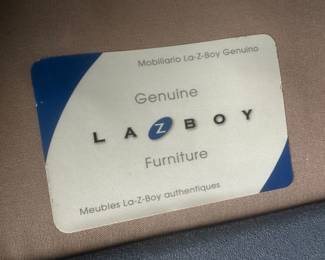 Mobiliario La-Z-Boy Genuino
Genuine
LA Z BOY
Furniture
Meubles La-Z-Boy authentiques